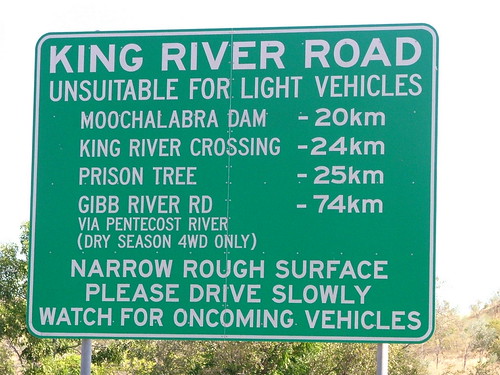 KING RIVER ROAD
UNSUITABLE FOR LIGHT VEHICLES
MOOCHALABRA DAM - 20km
KING RIVER CROSSING - 24km
PRISON TREE - 25km
GIBB RIVER RD - 74km
VIA PENTECOST RIVER
(DRY SEASON 4WD ONLY)
NARROW ROUGH SURFACE
PLEASE DRIVE SLOWLY
WATCH FOR ONCOMING VEHICLES